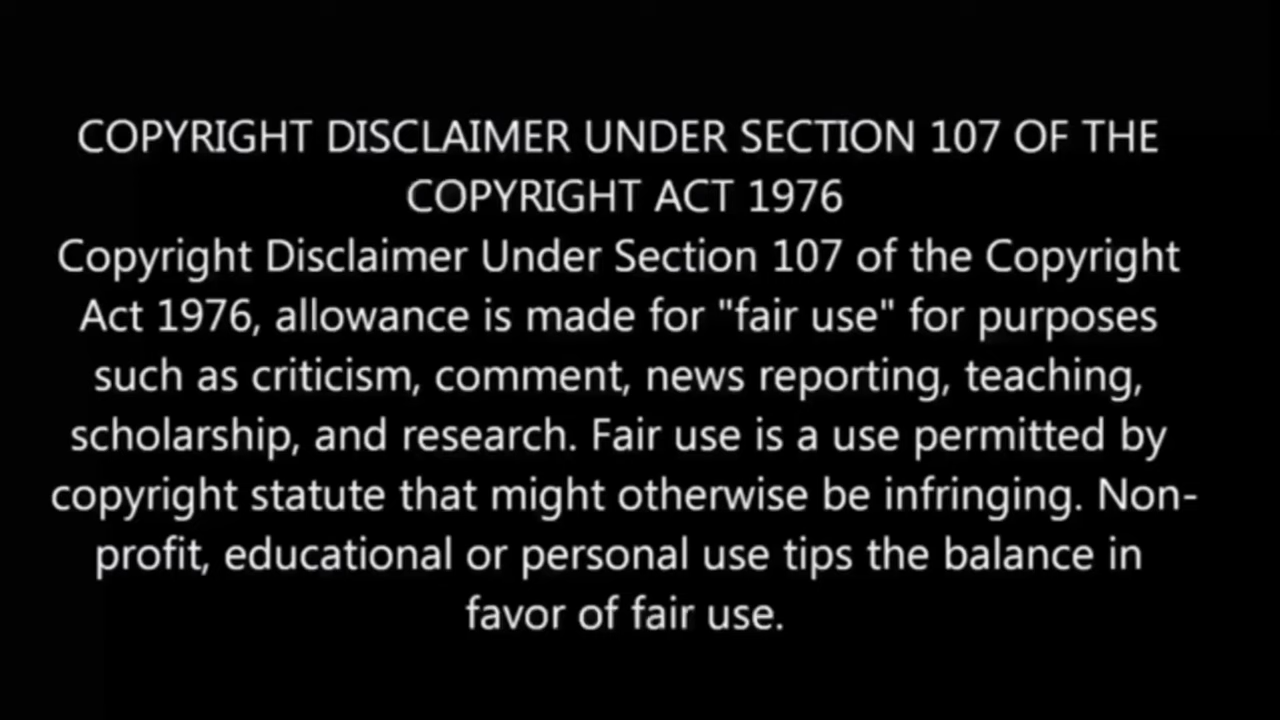 COPYRIGHT DISCLAIMER UNDER SECTION 107 OF THE
COPYRIGHT ACT 1976
Copyright Disclaimer Under Section 107 of the Copyright
Act 1976, allowance is made for "fair use" for purposes
such as criticism, comment, news reporting, teaching,
scholarship, and research. Fair use is a use permitted by
copyright statute that might otherwise be infringing. Non-
profit, educational or personal use tips the balance in
favor of fair use.